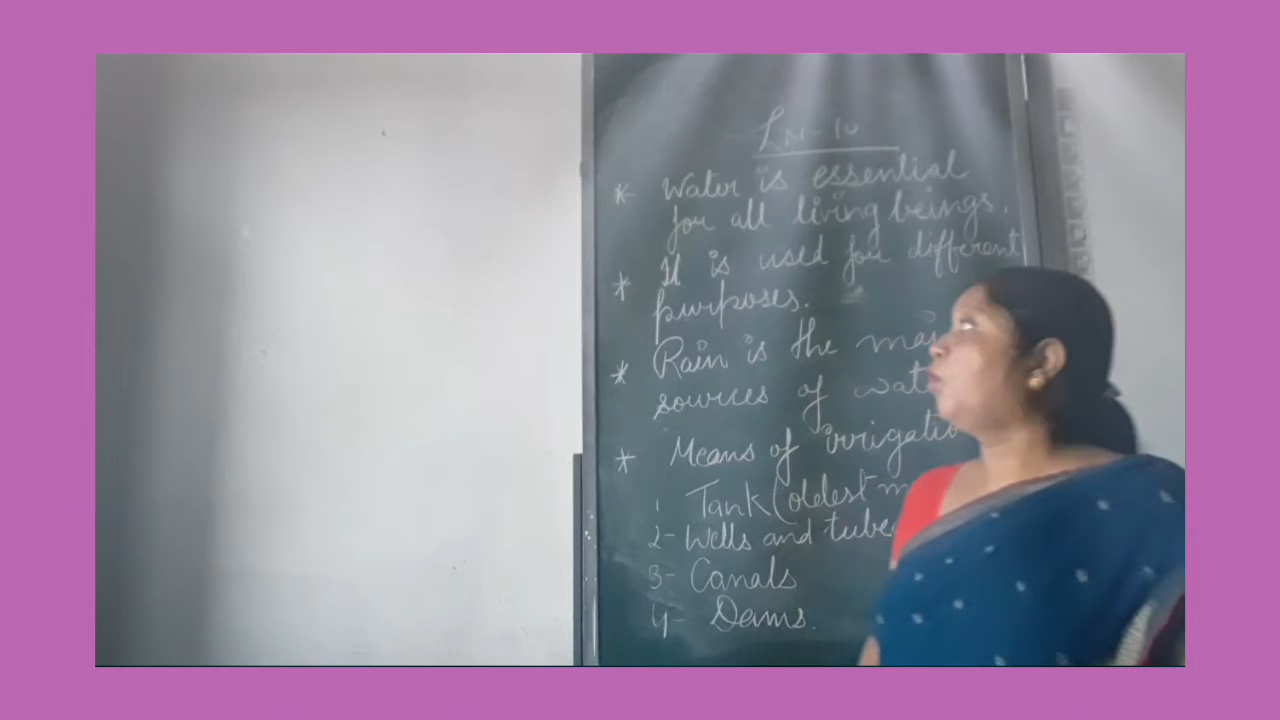 LN-10
* Water is essential
for all living beings.
* It is used for different
purposes.
* Rain is the
sources of
* Means of
1 Tank (oldest
2- Wells and
3- Canals
4- Dams.